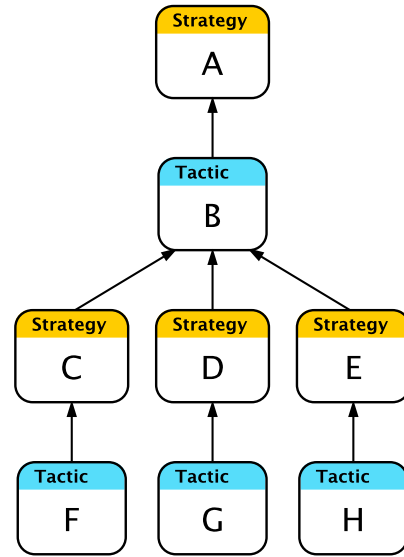 Strategy
A
Tactic
B
Strategy
C
Strategy
D
Strategy
E
Tactic
F
Tactic
G
Tactic
H